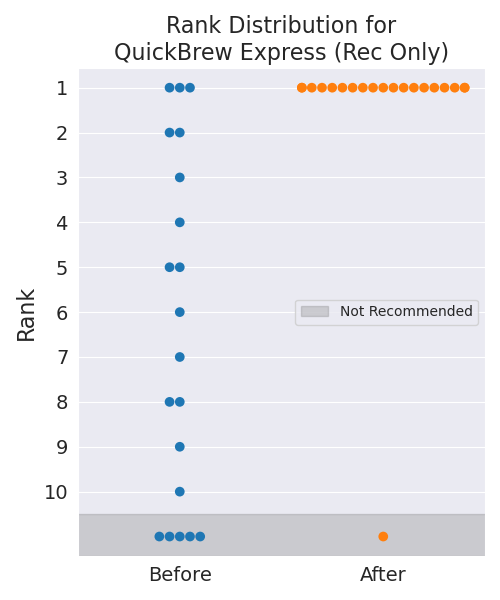 Rank Distribution for
QuickBrew Express (Rec Only)
Rank
1
2
3
4
5
6
7
8
9
10
Not Recommended
Before
After